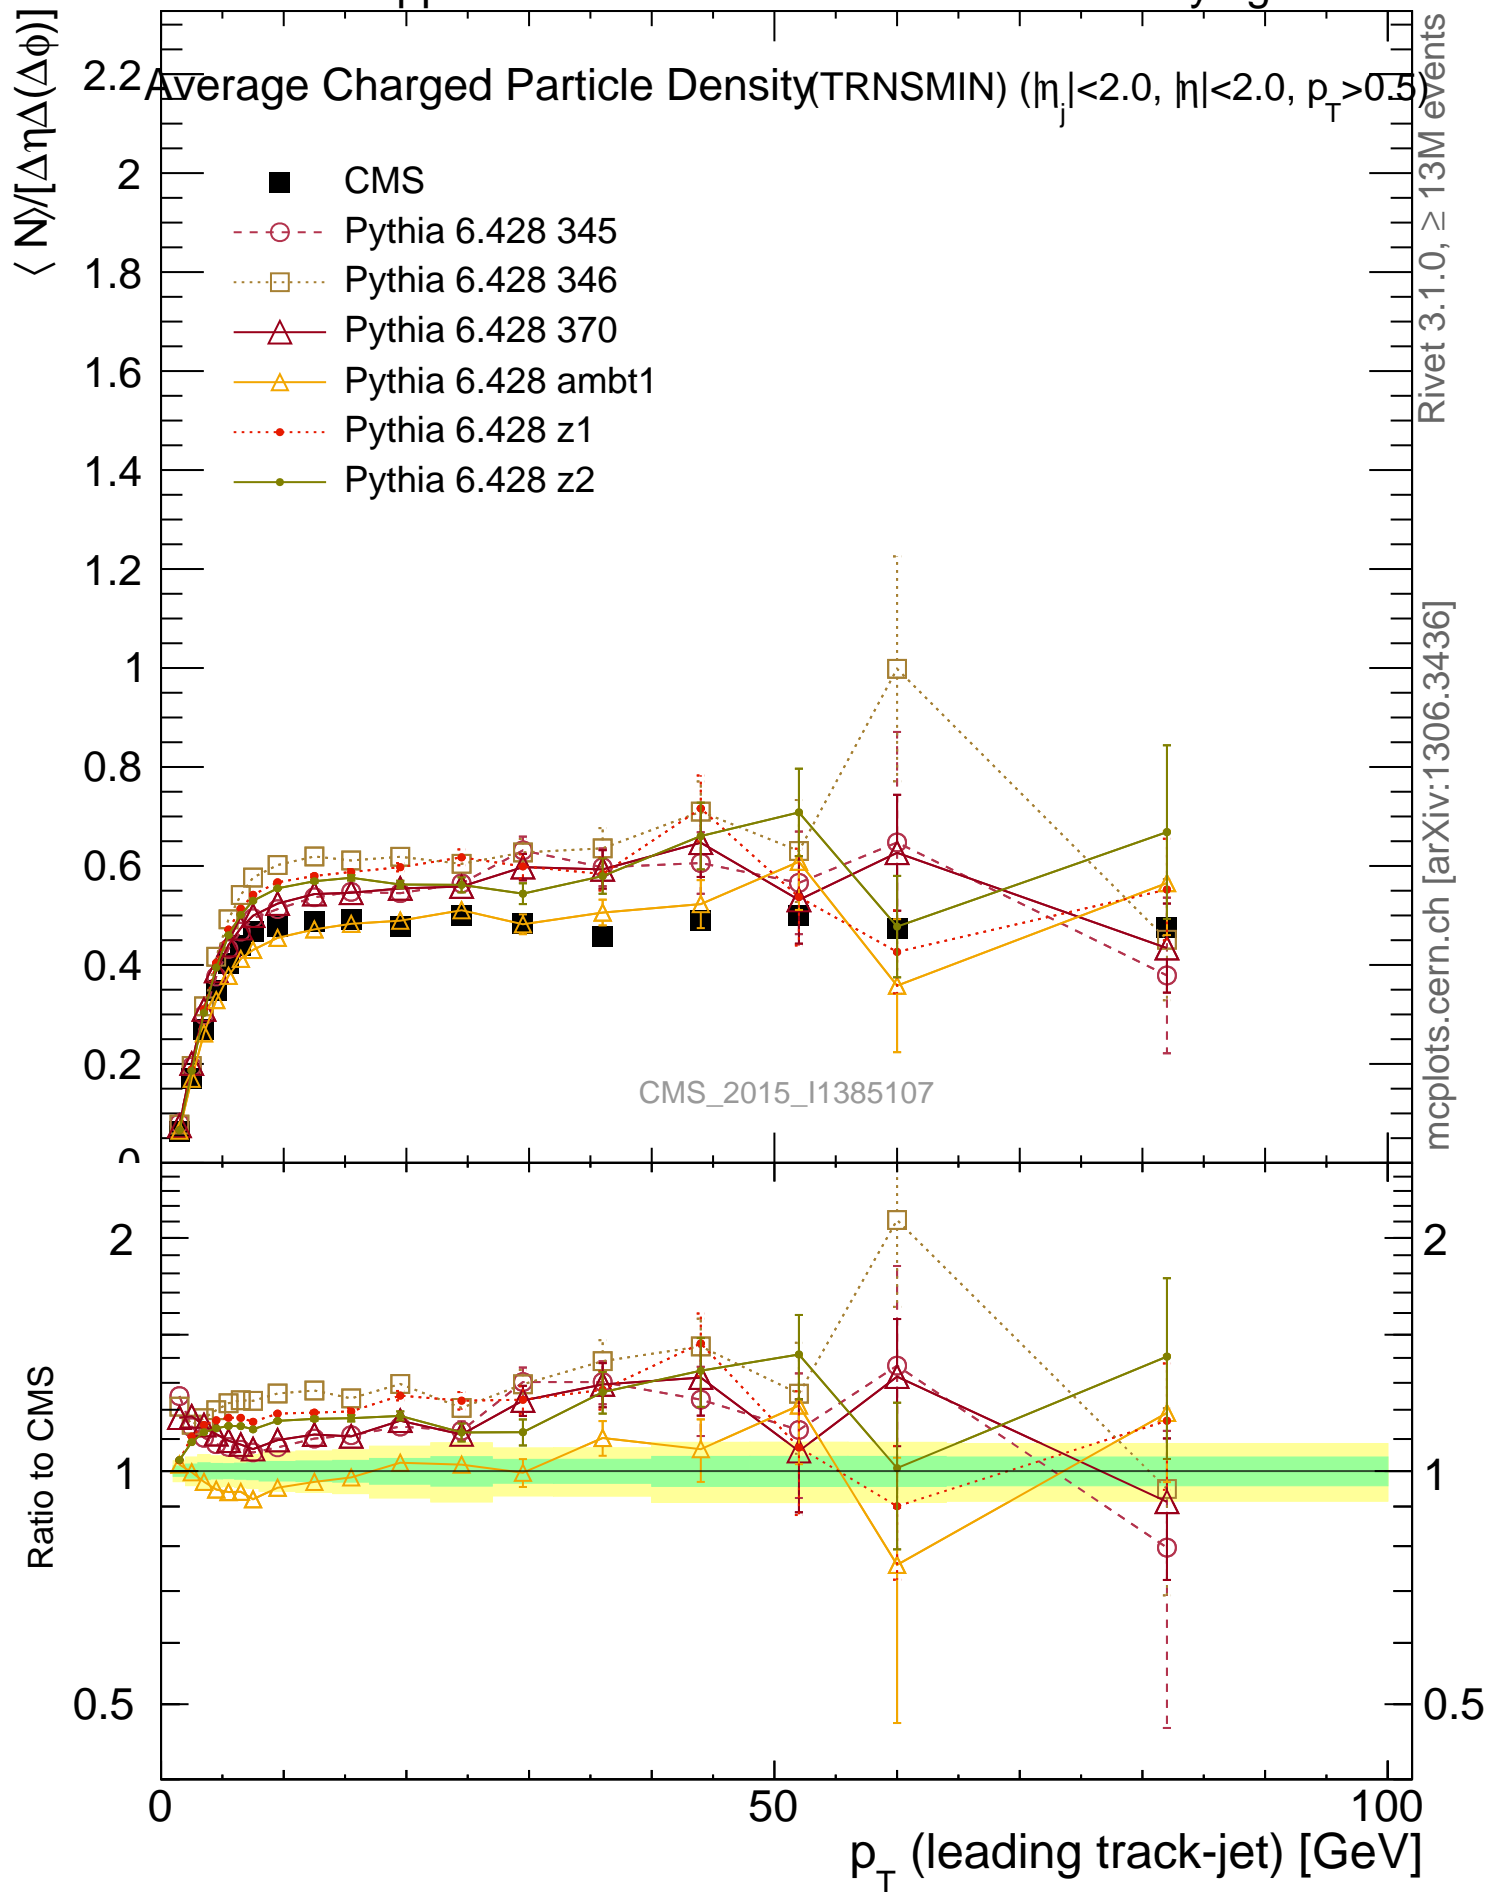 ⟨ N⟩/[ΔηΔ(Δϕ)]
Average Charged Particle Density (TRNSMIN) (|η_j|<2.0, |η|<2.0, p_T>0.5)
CMS
Pythia 6.428 345
Pythia 6.428 346
Pythia 6.428 370
Pythia 6.428 ambt1
Pythia 6.428 z1
Pythia 6.428 z2
2.2
2
1.8
1.6
1.4
1.2
1
0.8
0.6
0.4
0.2
0
CMS_2015_I1385107
Rivet 3.1.0, ≥ 13M events
mcplots.cern.ch [arXiv:1306.3436]
Ratio to CMS
2
1
0.5
2
1
0.5
0
50
100
p_T (leading track-jet) [GeV]